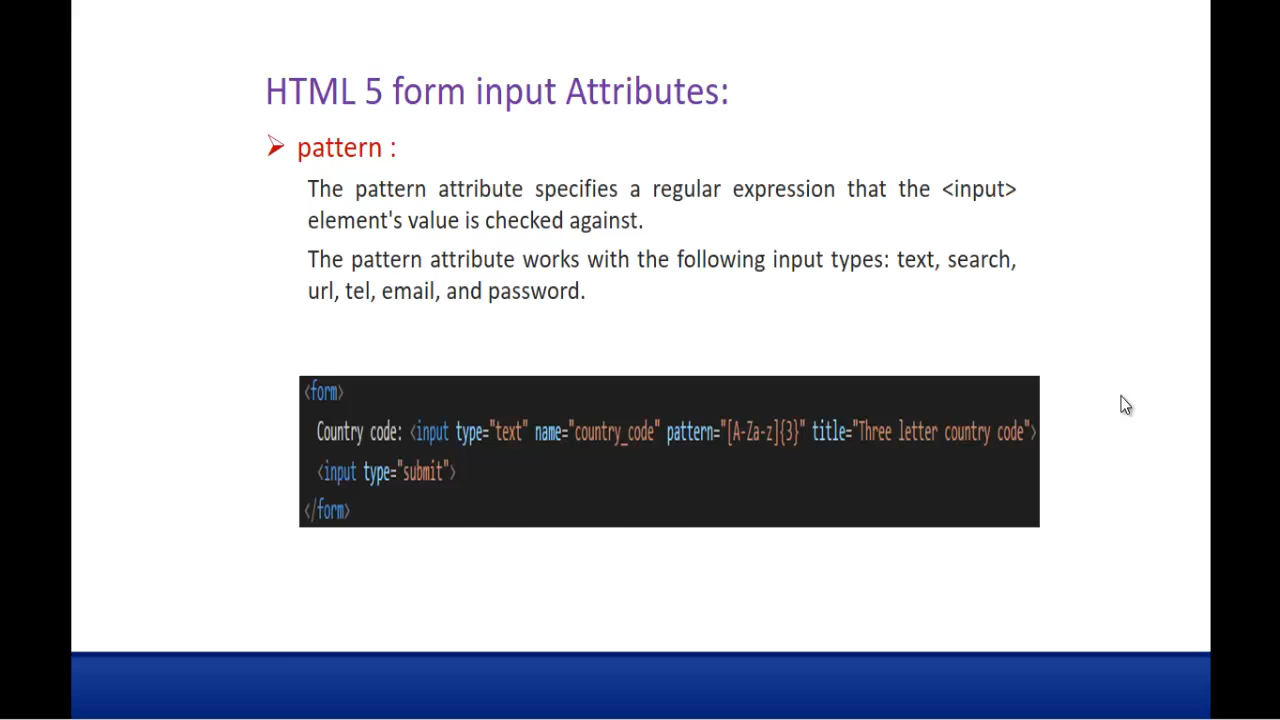 HTML 5 form input Attributes:
pattern :
The pattern attribute specifies a regular expression that the <input>
element's value is checked against.
The pattern attribute works with the following input types: text, search,
url, tel, email, and password.
<form>
Country code: <input type="text" name="country_code" pattern="[A-Za-z]{3}" title="Three letter country code">
<input type="submit">
</form>